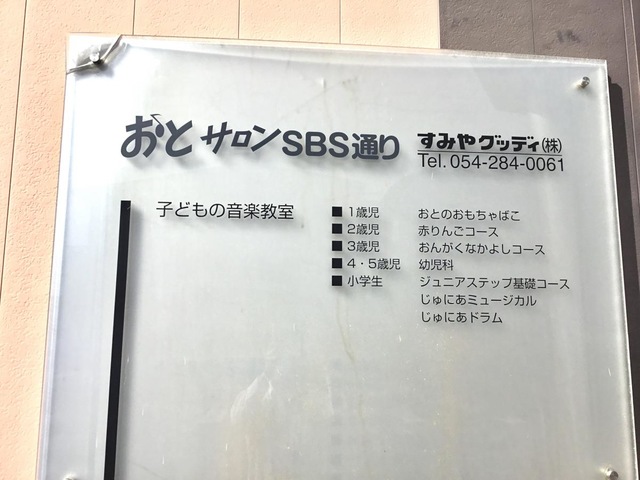 おとサロンSBS通り すみやグッディ(株)
Tel. 054-284-0061
子どもの音楽教室 ■1歳児 おとのおもちゃばこ
■2歳児 赤りんごコース
■3歳児 おんがくなかよしコース
■4・5歳児 幼児科
■小学生 ジュニアステップ基礎コース
じゅにあミュージカル
じゅにあドラム